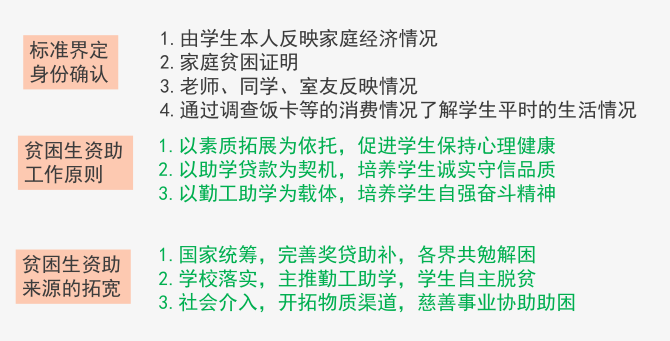 标准界定
身份确认
1.由学生本人反映家庭经济情况
2.家庭贫困证明
3.老师、同学、室友反映情况
4.通过调查饭卡等的消费情况了解学生平时的生活情况
贫困生资助
工作原则
1.以素质拓展为依托，促进学生保持心理健康
2.以助学贷款为契机，培养学生诚实守信品质
3.以勤工助学为载体，培养学生自强奋斗精神
贫困生资助
来源的拓宽
1.国家统筹，完善奖贷助补，各界共勉解困
2.学校落实，主推勤工助学，学生自主脱贫
3.社会介入，开拓物质渠道，慈善事业协助助困